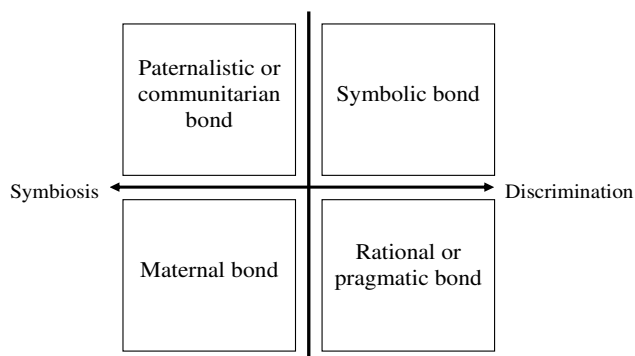 Paternalistic or
communitarian
bond
Symbolic bond
Symbiosis
Discrimination
Maternal bond
Rational or
pragmatic bond